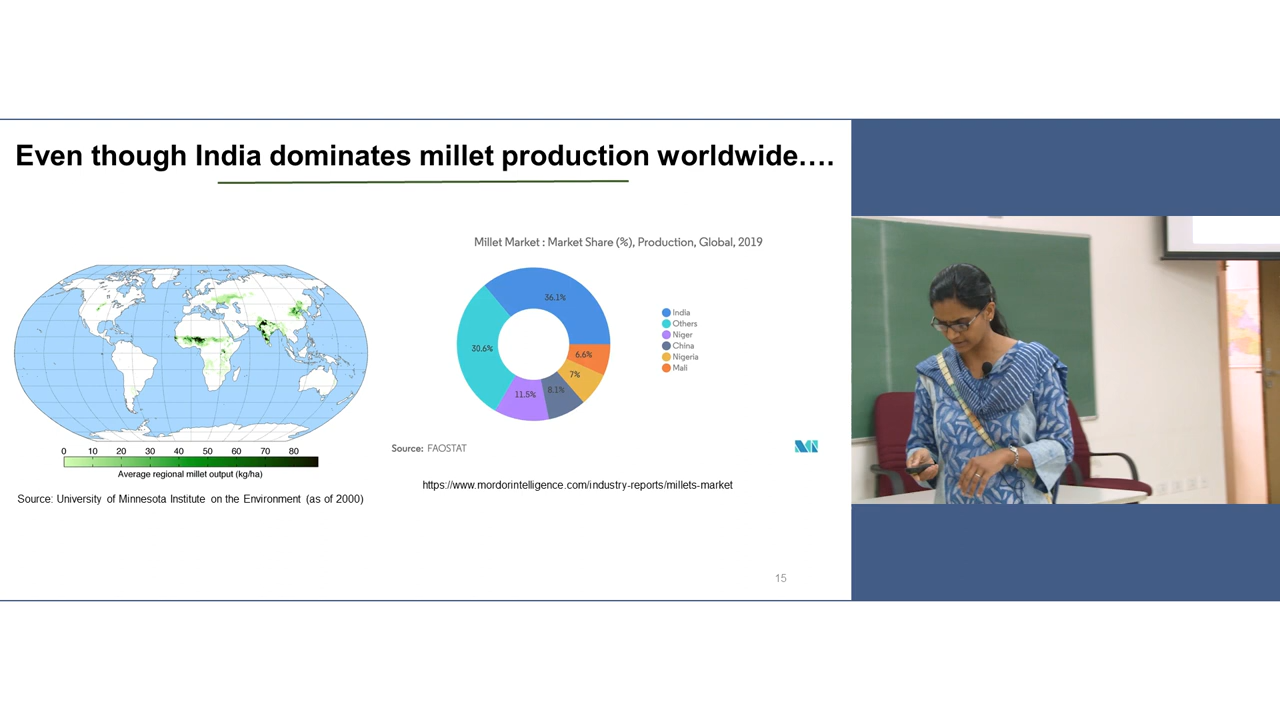 Even though India dominates millet production worldwide....
Millet Market : Market Share (%), Production, Global, 2019
36.1%
30.6%
6.6%
7%
8.1%
11.5%
India
Others
Niger
China
Nigeria
Mali
0 10 20 30 40 50 60 70 80
Average regional millet output (kg/ha)
Source: University of Minnesota Institute on the Environment (as of 2000)
Source: FAOSTAT
https://www.mordorintelligence.com/industry-reports/millets-market
15